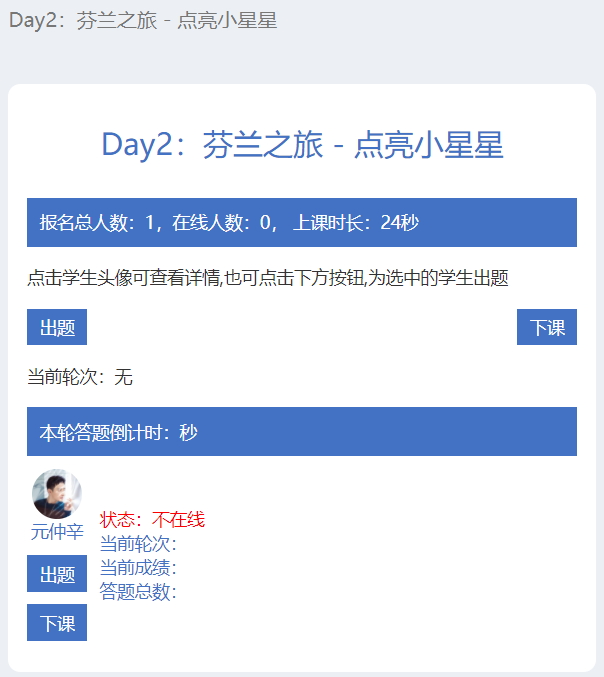 Day2：芬兰之旅 - 点亮小星星
Day2：芬兰之旅 - 点亮小星星
报名总人数：1，在线人数：0， 上课时长：24秒
点击学生头像可查看详情,也可点击下方按钮,为选中的学生出题
出题 下课
当前轮次：无
本轮答题倒计时：秒
元仲辛
出题
下课
状态：不在线
当前轮次：
当前成绩：
答题总数：